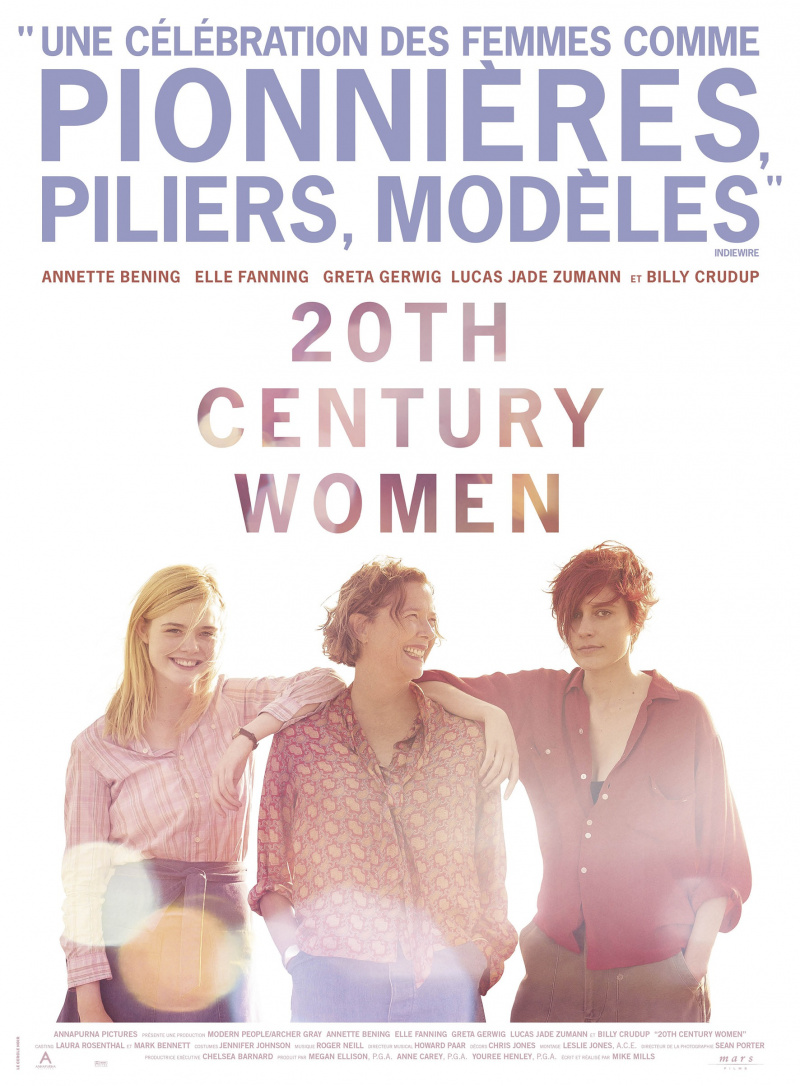 "UNE CÉLÉBRATION DES FEMMES COMME
PIONNIÈRES,
PILIERS, MODÈLES"
INDIEWIRE
ANNETTE BENING ELLE FANNING GRETA GERWIG LUCAS JADE ZUMANN ET BILLY CRUDUP
20TH
CENTURY
WOMEN
ANNAPURNA PICTURES PRÉSENTE UNE PRODUCTION MODERN PEOPLE/ARCHER GRAY ANNETTE BENING ELLE FANNING GRETA GERWIG LUCAS JADE ZUMANN ET BILLY CRUDUP "20TH CENTURY WOMEN"
CASTING LAURA ROSENTHAL ET MARK BENNETT COSTUMES JENNIFER JOHNSON MUSIQUE ROGER NEILL DIRECTEUR MUSICAL HOWARD PAAR DÉCORS CHRIS JONES MONTAGE LESLIE JONES, A.C.E. DIRECTEUR DE LA PHOTOGRAPHIE SEAN PORTER
PRODUCTRICE EXÉCUTIVE CHELSEA BARNARD PRODUIT PAR MEGAN ELLISON, P.G.A. ANNE CAREY, P.G.A. YOUREE HENLEY, P.G.A. ÉCRIT ET RÉALISÉ PAR MIKE MILLS
A
mars
FILMS